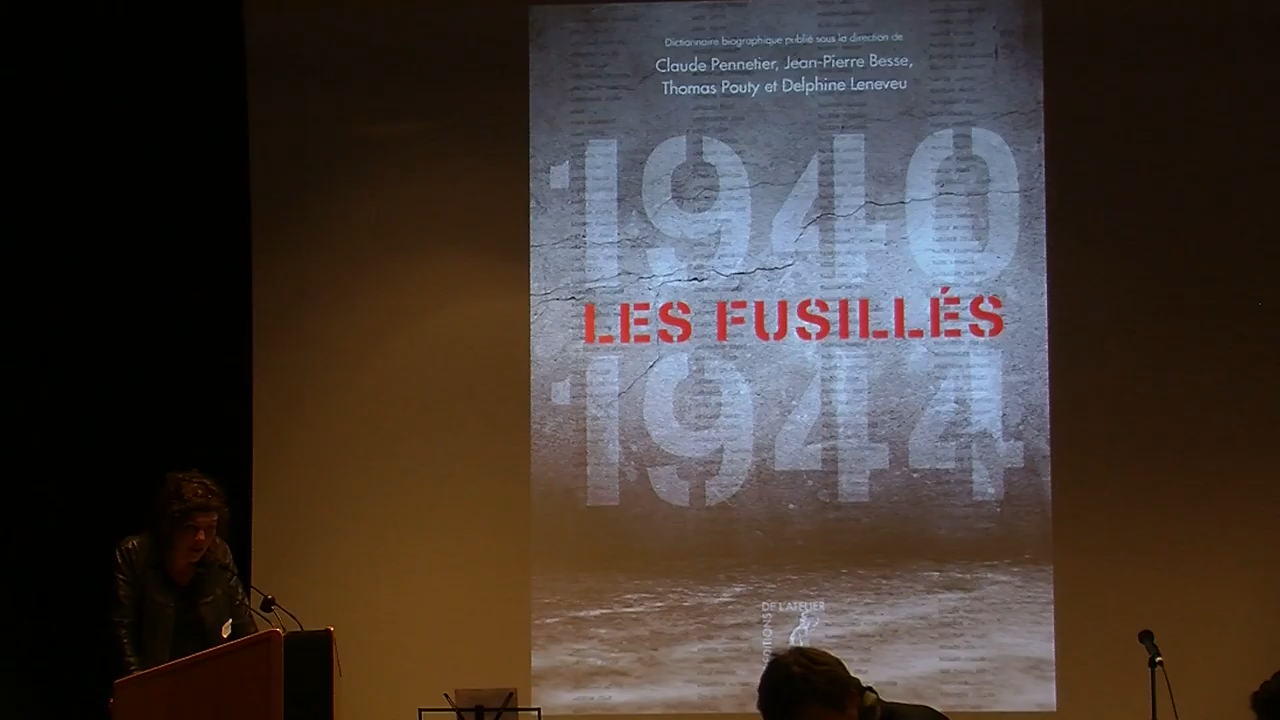 Dictionnaire biographique publié sous la direction de
Claude Pennetier, Jean-Pierre Besse,
Thomas Pouty et Delphine Leneveu
1940
LES FUSILLÉS
1944
DE L'ATELIER
EDITIONS